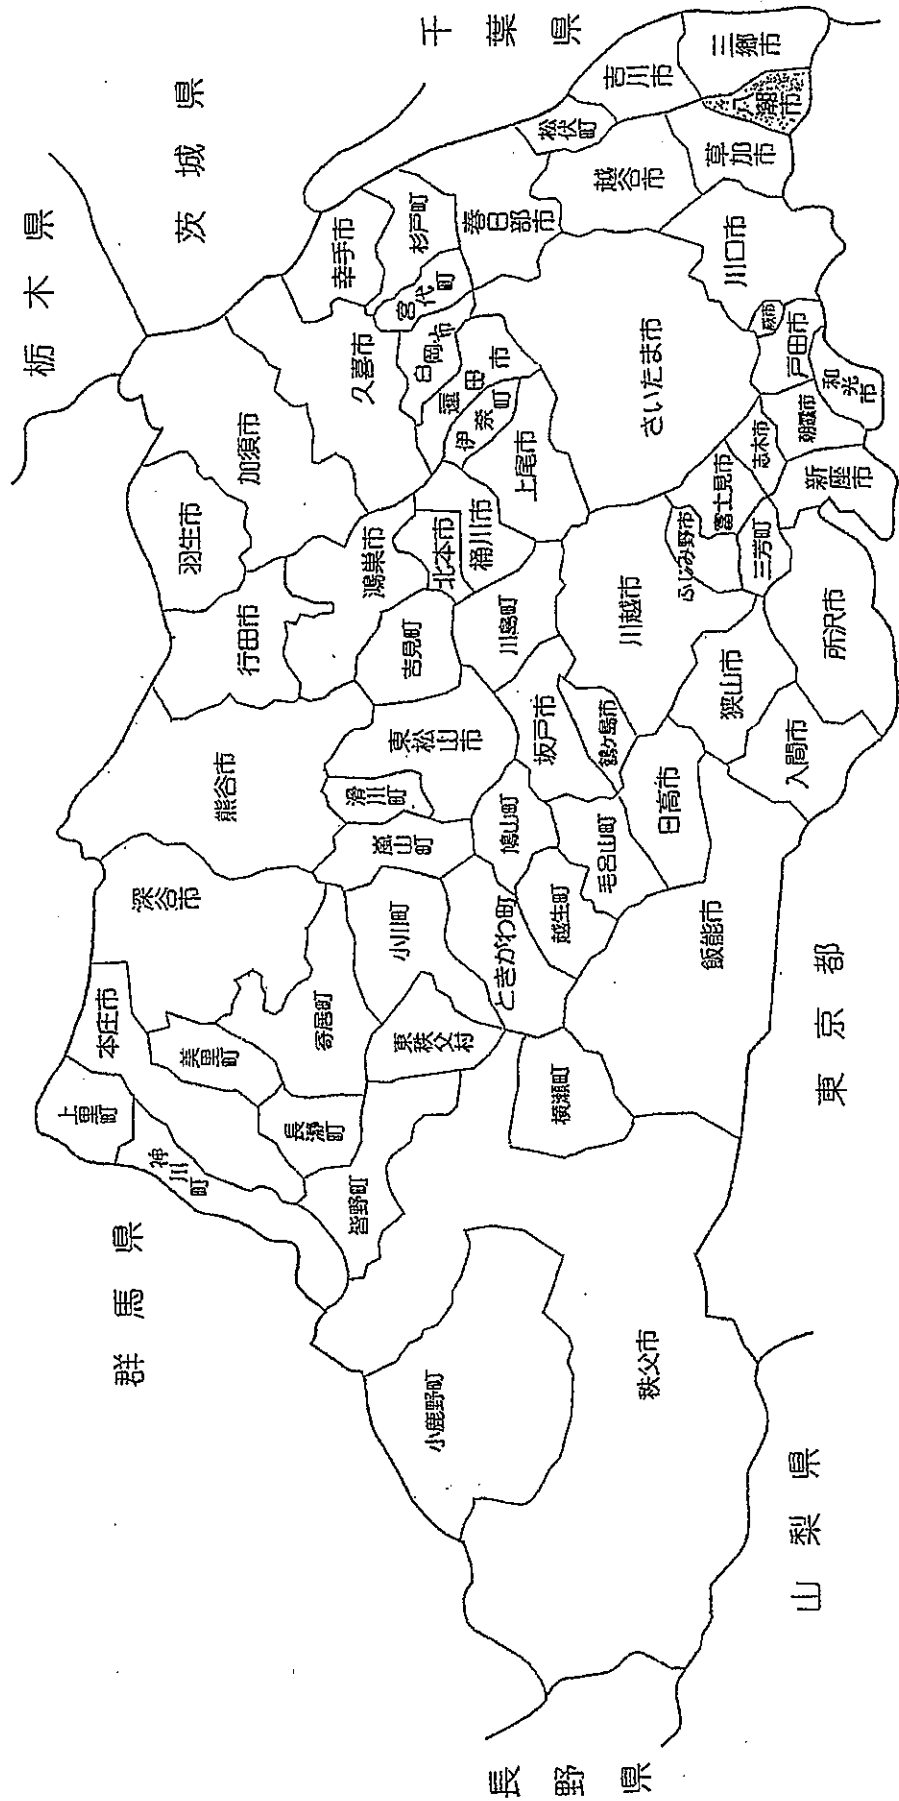 栃木県
茨城県
千葉県
群馬県
長野県
山梨県
東京都
上里町
神川町
本庄市
美里町
深谷市
熊谷市
行田市
羽生市
加須市
久喜市
幸手市
杉戸町
宮代町
白岡市
蓮田市
伊奈町
上尾市
桶川市
北本市
鴻巣市
吉見町
川島町
東松山市
滑川町
嵐山町
小川町
寄居町
長瀞町
皆野町
東秩父村
ときがわ町
鳩山町
越生町
毛呂山町
坂戸市
鶴ヶ島市
日高市
飯能市
横瀬町
小鹿野町
秩父市
川越市
狭山市
入間市
所沢市
三芳町
ふじみ野市
富士見市
志木市
新座市
朝霞市
和光市
戸田市
蕨市
川口市
さいたま市
春日部市
松伏町
越谷市
吉川市
草加市
八潮市
三郷市